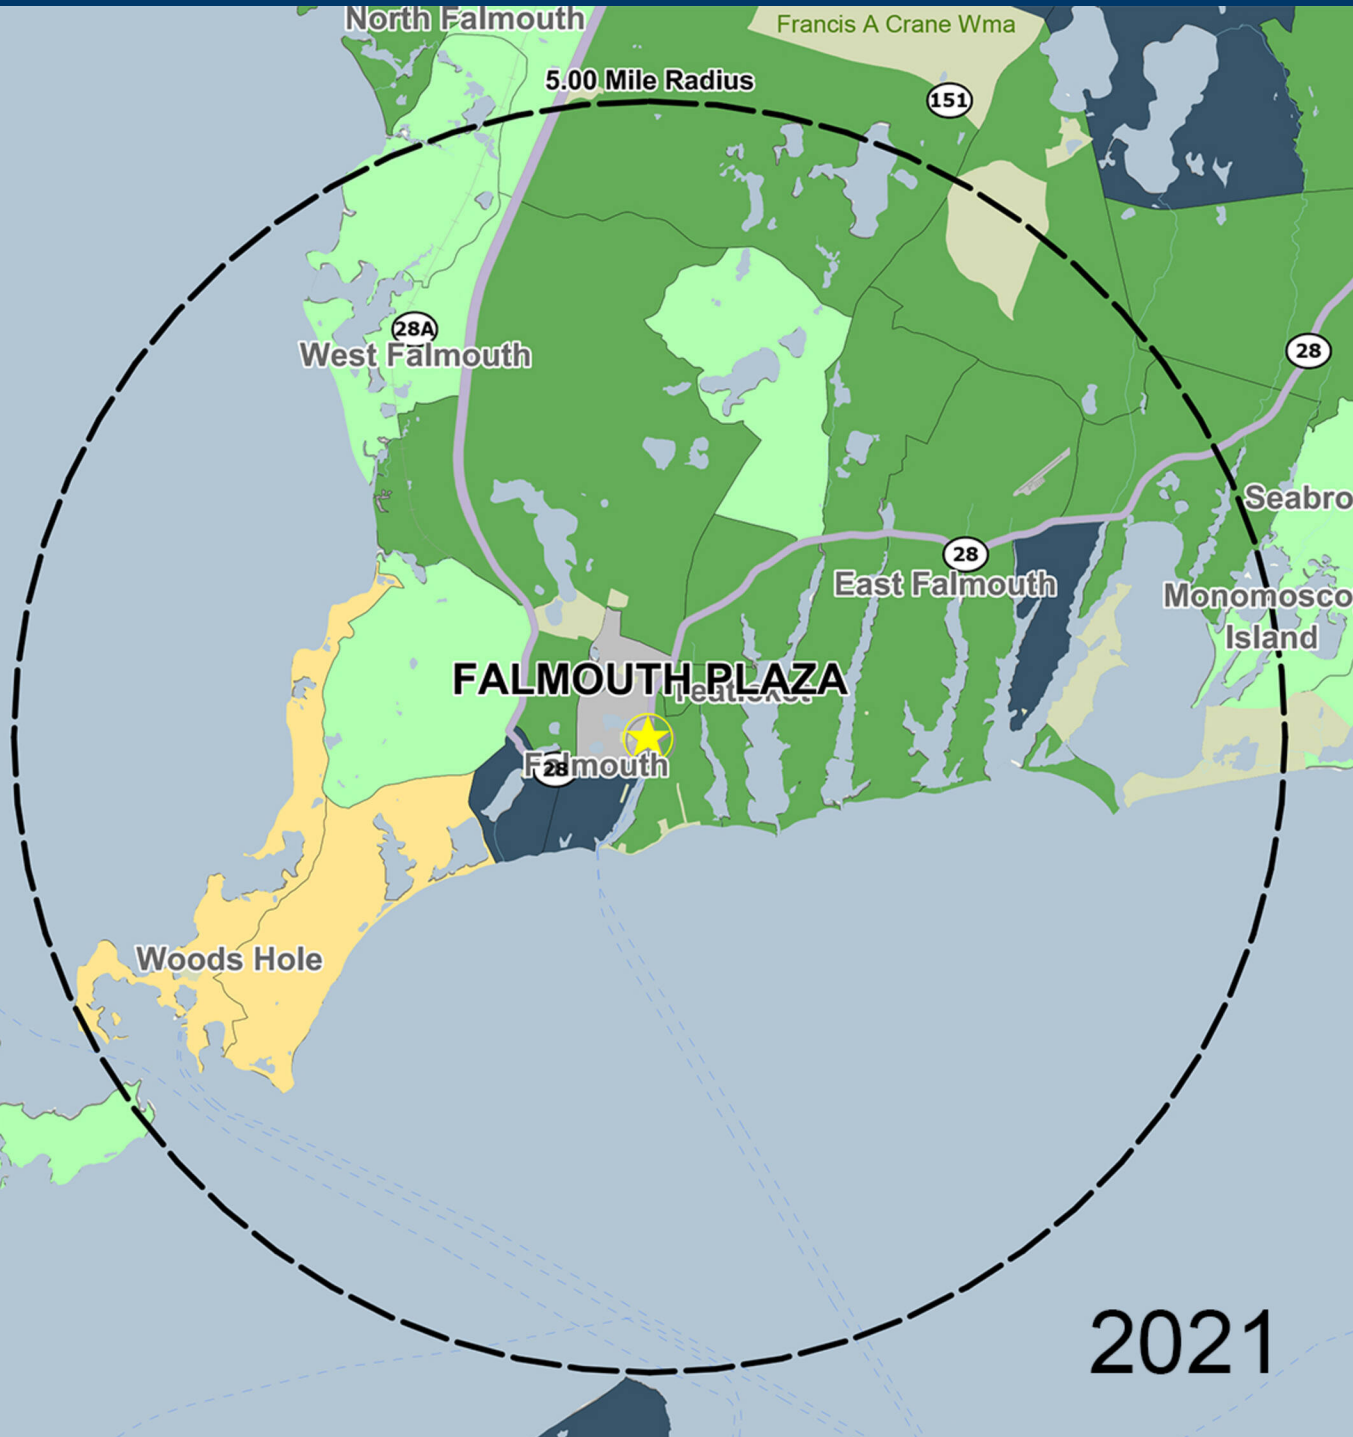 North Falmouth
Francis A Crane Wma
5.00 Mile Radius
151
28A
West Falmouth
28
Seabro
28
East Falmouth
Monomosco
Island
FALMOUTH PLAZA
Teaticket
Falmouth
28
Woods Hole
2021